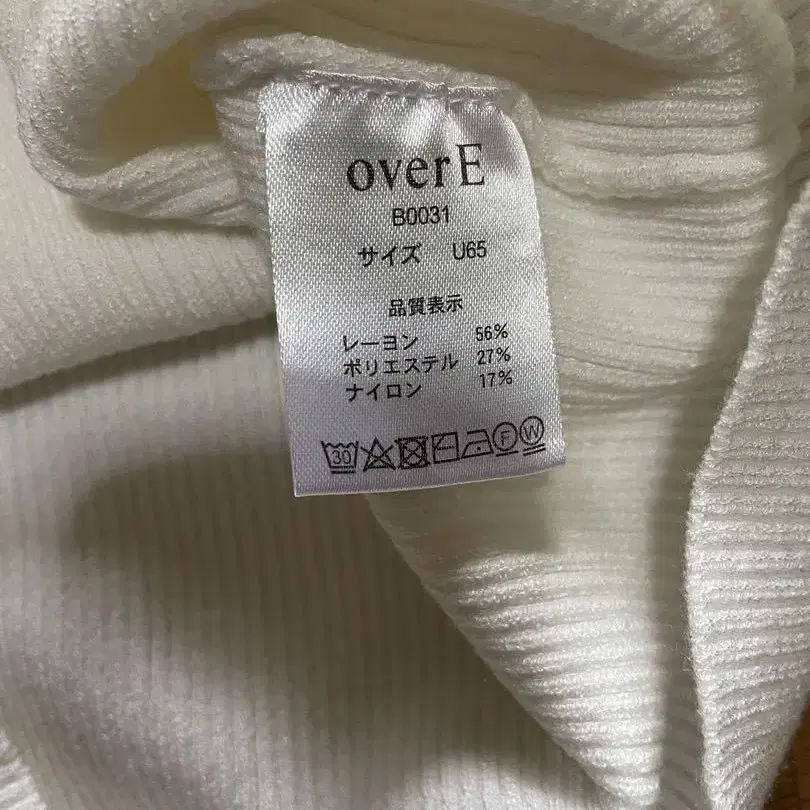 overE
B0031
サイズ U65
品質表示
レーヨン 56%
ポリエステル 27%
ナイロン 17%
30 F W